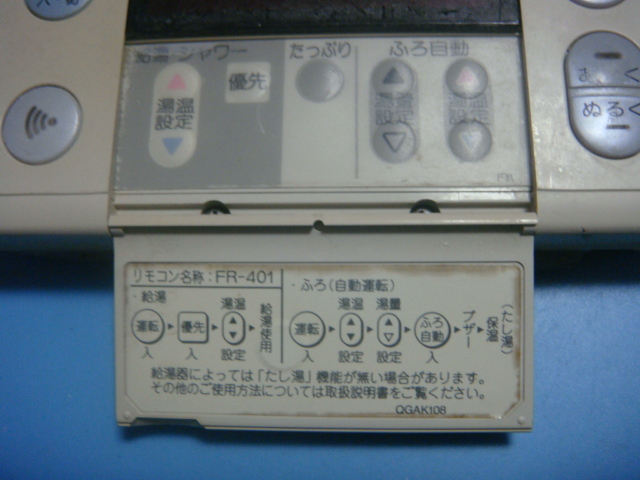 給湯・シャワー
たっぷり
ふろ自動
優先
湯温
設定
ぬるく
リモコン名称：FR-401
・給湯
湯温
運転 ▸ 優先 ▸ ▸ 給湯使用
入 入 設定
・ふろ（自動運転）
湯温 湯量
運転 ▸ ▸ ▸ ふろ自動 ▸ ブザー ▸ 保温（たし湯）
入 設定 設定 入
給湯器によっては「たし湯」機能が無い場合があります。
その他のご使用方法については取扱説明書をご覧ください。
QGAK108